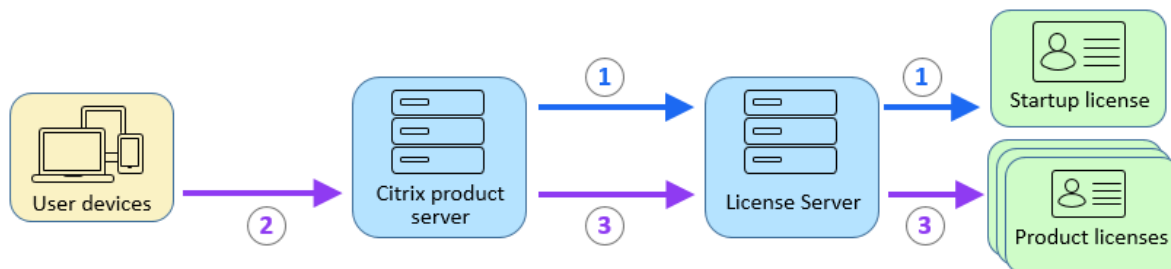 1
1
Startup license
User devices
2
Citrix product
server
3
License Server
3
Product licenses